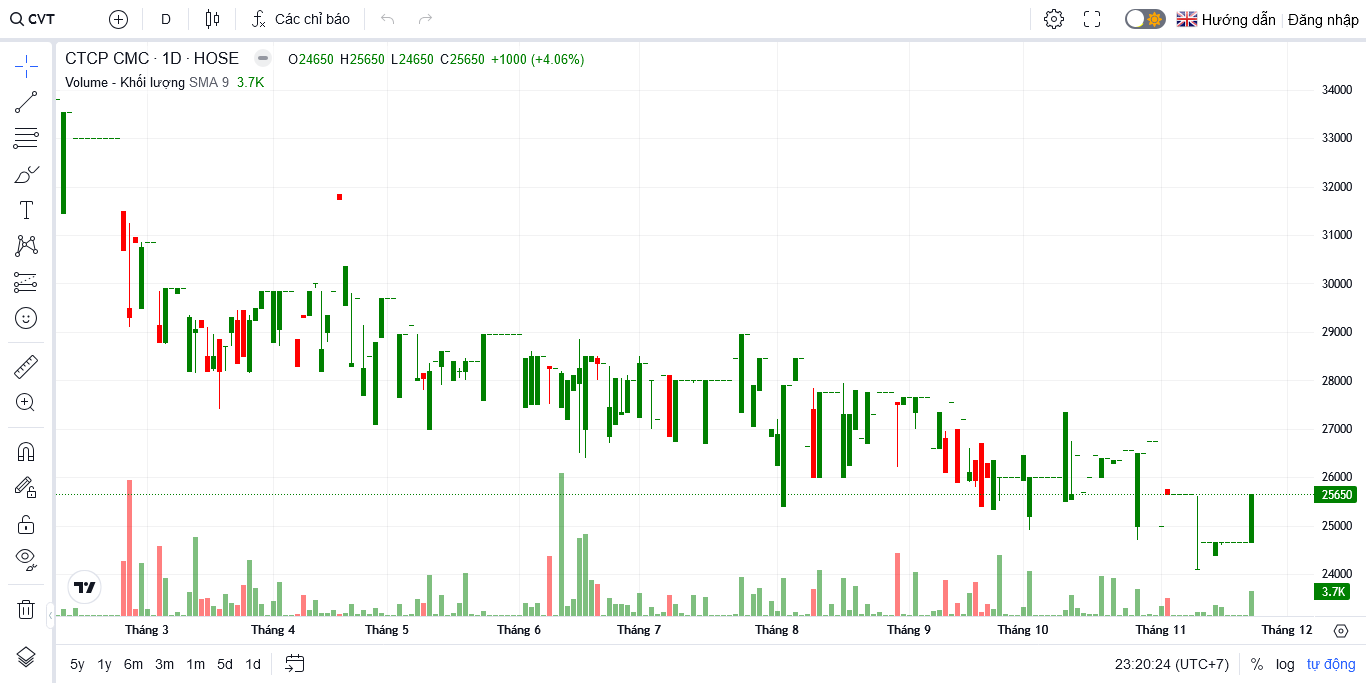 CVT D Các chỉ báo Hướng dẫn Đăng nhập
CTCP CMC · 1D · HOSE O24650 H25650 L24650 C25650 +1000 (+4.06%)
Volume - Khối lượng SMA 9 3.7K
34000
33000
32000
31000
30000
29000
28000
27000
26000
25650
25000
24000
3.7K
Tháng 3 Tháng 4 Tháng 5 Tháng 6 Tháng 7 Tháng 8 Tháng 9 Tháng 10 Tháng 11 Tháng 12
5y 1y 6m 3m 1m 5d 1d 23:20:24 (UTC+7) % log tự động